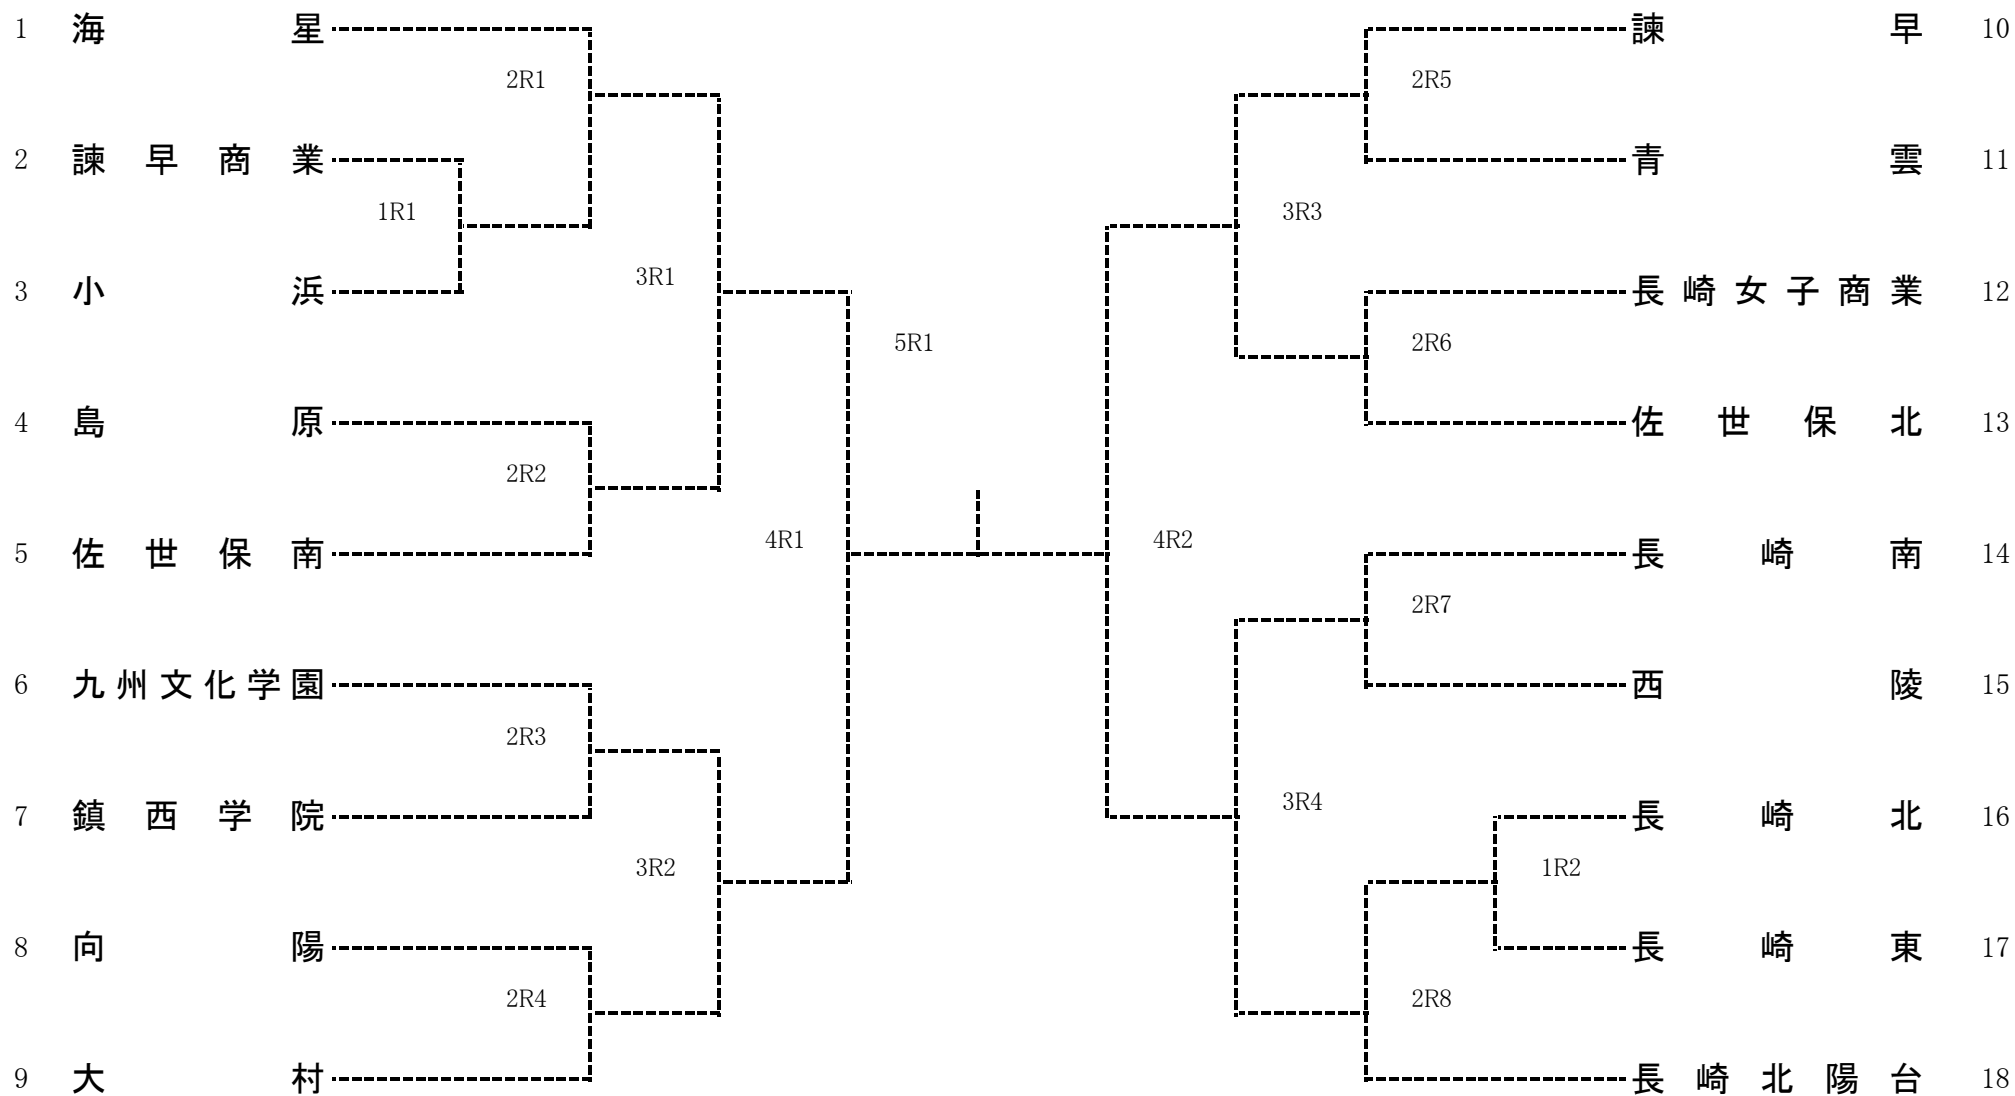 1 海星
2R1
2 諫早商業
1R1
3 小浜
3R1
4 島原
2R2
5 佐世保南
4R1
6 九州文化学園
2R3
7 鎮西学院
3R2
8 向陽
2R4
9 大村
5R1
諫早 10
2R5
青雲 11
3R3
長崎女子商業 12
2R6
佐世保北 13
4R2
長崎南 14
2R7
西陵 15
3R4
長崎北 16
1R2
長崎東 17
2R8
長崎北陽台 18